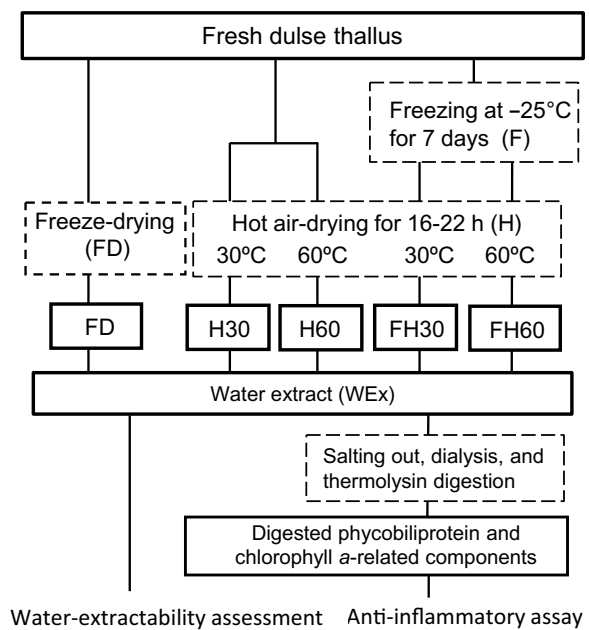 Fresh dulse thallus
Freezing at –25°C
for 7 days (F)
Freeze-drying
(FD)
Hot air-drying for 16-22 h (H)
30ºC 60ºC 30ºC 60ºC
FD H30 H60 FH30 FH60
Water extract (WEx)
Salting out, dialysis, and
thermolysin digestion
Digested phycobiliprotein and
chlorophyll a-related components
Water-extractability assessment Anti-inflammatory assay